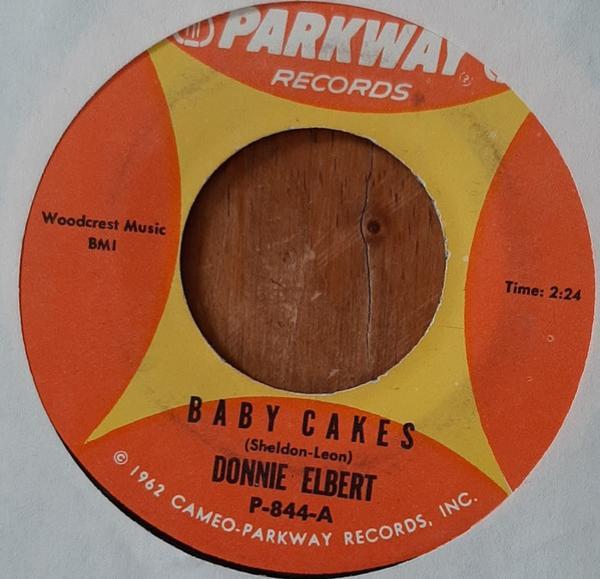 PARKWAY
RECORDS
Woodcrest Music
BMI
Time: 2:24
BABY CAKES
(Sheldon-Leon)
DONNIE ELBERT
P-844-A
© 1962 CAMEO-PARKWAY RECORDS, INC.